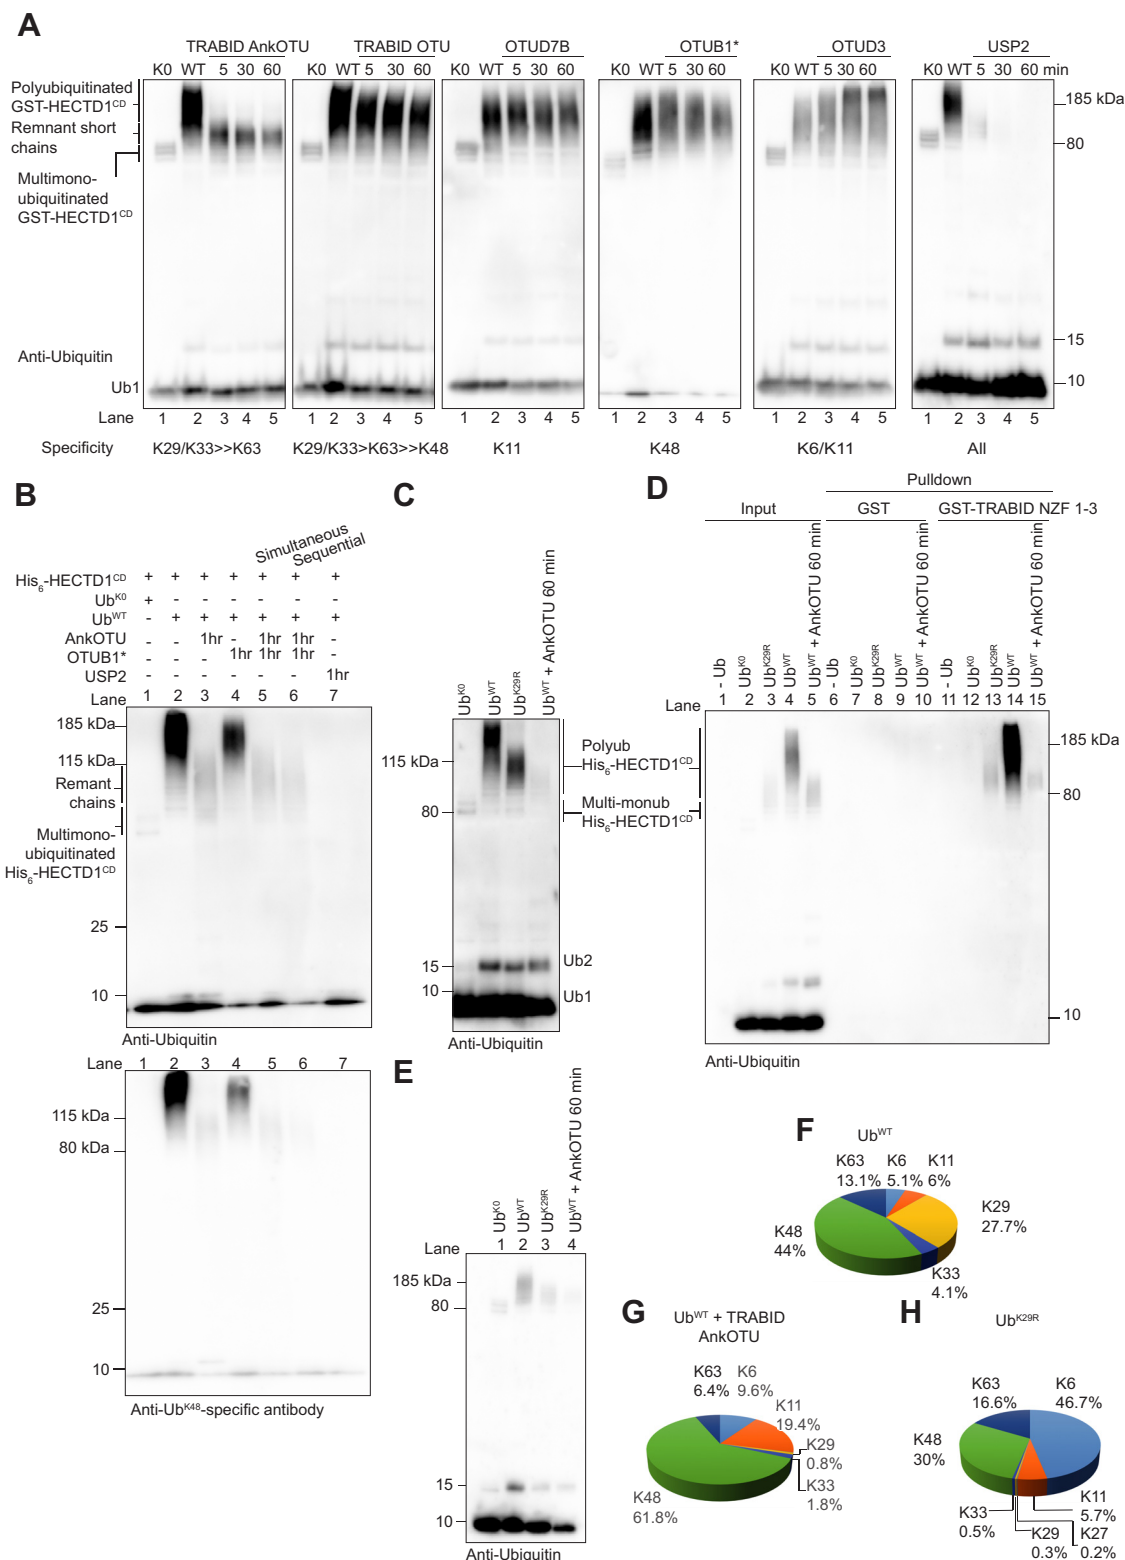 A
TRABID AnkOTU TRABID OTU OTUD7B OTUB1* OTUD3 USP2
K0 WT 5 30 60 K0 WT 5 30 60 K0 WT 5 30 60 K0 WT 5 30 60 K0 WT 5 30 60 K0 WT 5 30 60 min
Polyubiquitinated
GST-HECTD1CD
Remnant short
chains
Multimono-
ubiquitinated
GST-HECTD1CD
185 kDa
80
15
10
Anti-Ubiquitin
Ub1
Lane 1 2 3 4 5 1 2 3 4 5 1 2 3 4 5 1 2 3 4 5 1 2 3 4 5 1 2 3 4 5
Specificity K29/K33>>K63 K29/K33>K63>>K48 K11 K48 K6/K11 All
B
Simultaneous
Sequential
His6-HECTD1CD + + + + + + +
UbK0 + - - - - - -
UbWT - + + + + + +
AnkOTU - - 1hr - 1hr 1hr -
OTUB1* - - - 1hr 1hr 1hr -
USP2 - - - - - - 1hr
Lane 1 2 3 4 5 6 7
185 kDa
115 kDa
Remant
chains
Multimono-
ubiquitinated
His6-HECTD1CD
25
10
Anti-Ubiquitin
Lane 1 2 3 4 5 6 7
115 kDa
80 kDa
25
10
Anti-UbK48-specific antibody
C
UbK0
UbWT
UbK29R
UbWT + AnkOTU 60 min
115 kDa
80
15
10
Polyub
His6-HECTD1CD
Multi-monub
His6-HECTD1CD
Ub2
Ub1
Anti-Ubiquitin
D
Pulldown
Input GST GST-TRABID NZF 1-3
- Ub
UbK0
UbK29R
UbWT
UbWT + AnkOTU 60 min
- Ub
UbK0
UbK29R
UbWT
UbWT + AnkOTU 60 min
- Ub
UbK0
UbK29R
UbWT
UbWT + AnkOTU 60 min
Lane 1 2 3 4 5 6 7 8 9 10 11 12 13 14 15
185 kDa
80
10
Anti-Ubiquitin
E
UbK0
UbWT
UbK29R
UbWT + AnkOTU 60 min
Lane 1 2 3 4
185 kDa
80
15
10
Anti-Ubiquitin
F
UbWT
K63 K6 K11
13.1% 5.1% 6%
K29
27.7%
K48
44%
K33
4.1%
G
UbWT + TRABID
AnkOTU
K63 K6
6.4% 9.6%
K11
19.4%
K29
0.8%
K33
1.8%
K48
61.8%
H
UbK29R
K63 K6
16.6% 46.7%
K48
30%
K33
0.5%
K29
0.3%
K11
5.7%
K27
0.2%